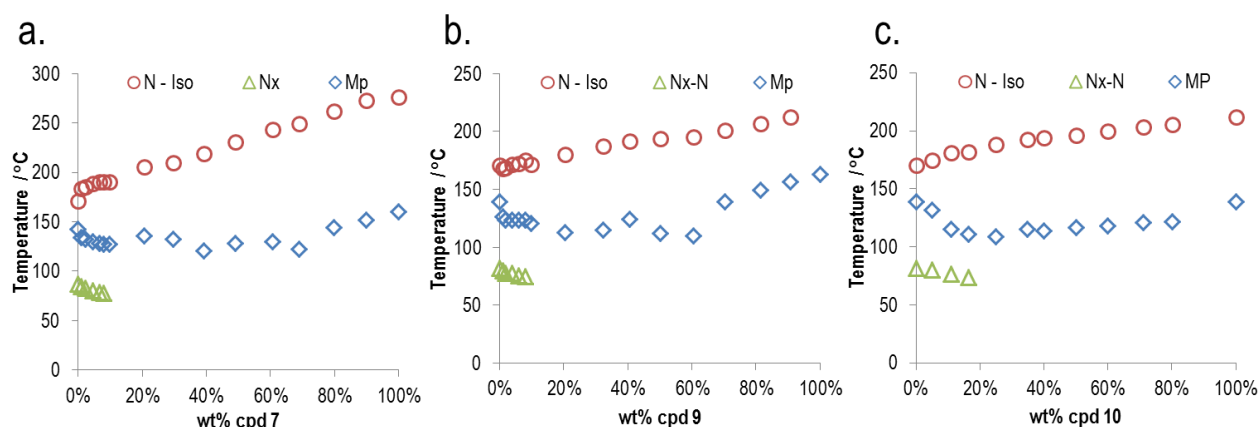 a.
N - Iso Nx Mp
300
250
200
150
100
50
0
Temperature /°C
0% 20% 40% 60% 80% 100%
wt% cpd 7
b.
N - Iso Nx-N Mp
250
200
150
100
50
0
Temperature /°C
0% 20% 40% 60% 80% 100%
wt% cpd 9
c.
N - Iso Nx-N MP
250
200
150
100
50
0
Temperature /°C
0% 20% 40% 60% 80% 100%
wt% cpd 10